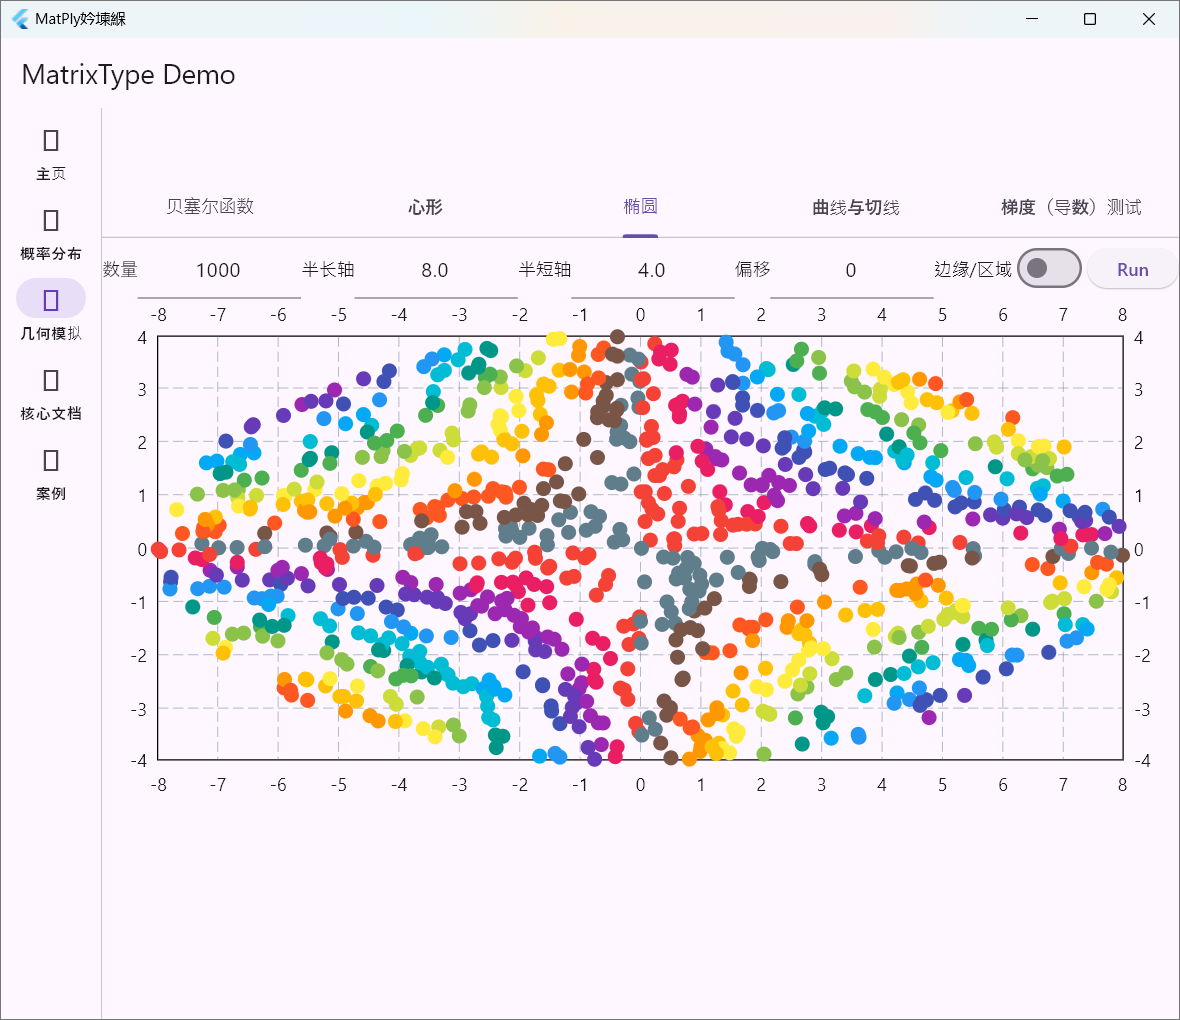 MatPly妗堜緥
MatrixType Demo
主页
概率分布
几何模拟
核心文档
案例
贝塞尔函数 心形 椭圆 曲线与切线 梯度（导数）测试
数量 1000 半长轴 8.0 半短轴 4.0 偏移 0 边缘/区域 Run
-8 -7 -6 -5 -4 -3 -2 -1 0 1 2 3 4 5 6 7 8
4 4
3 3
2 2
1 1
0 0
-1 -1
-2 -2
-3 -3
-4 -4
-8 -7 -6 -5 -4 -3 -2 -1 0 1 2 3 4 5 6 7 8